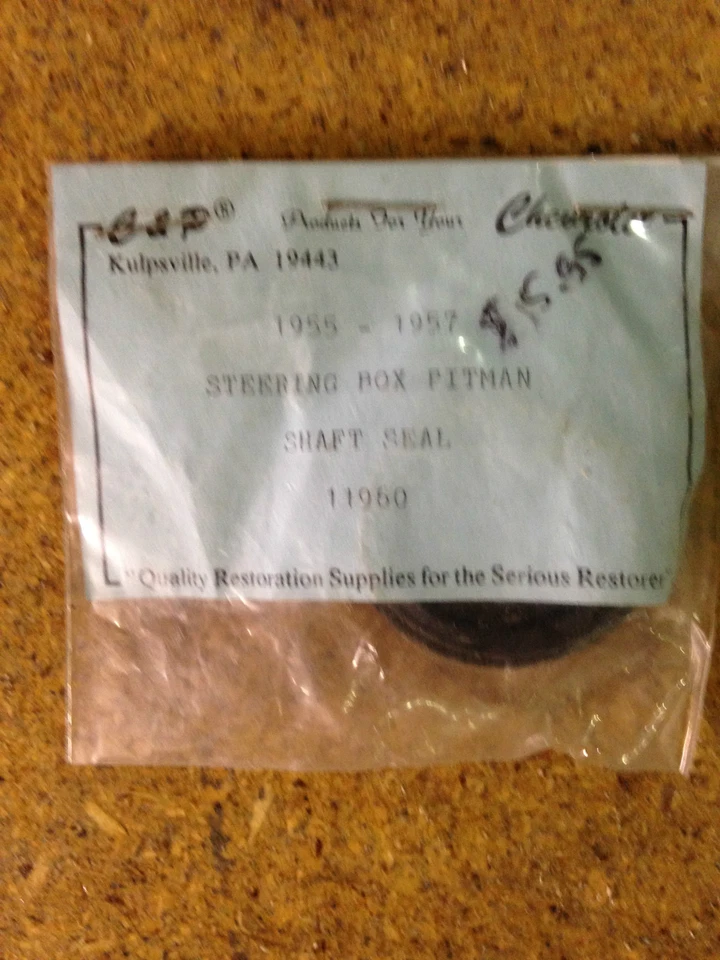 C & P® Products For Your Chevrolet
Kulpsville, PA 19443
1955 - 1957
STEERING BOX PITMAN
SHAFT SEAL
11960
"Quality Restoration Supplies for the Serious Restorer"